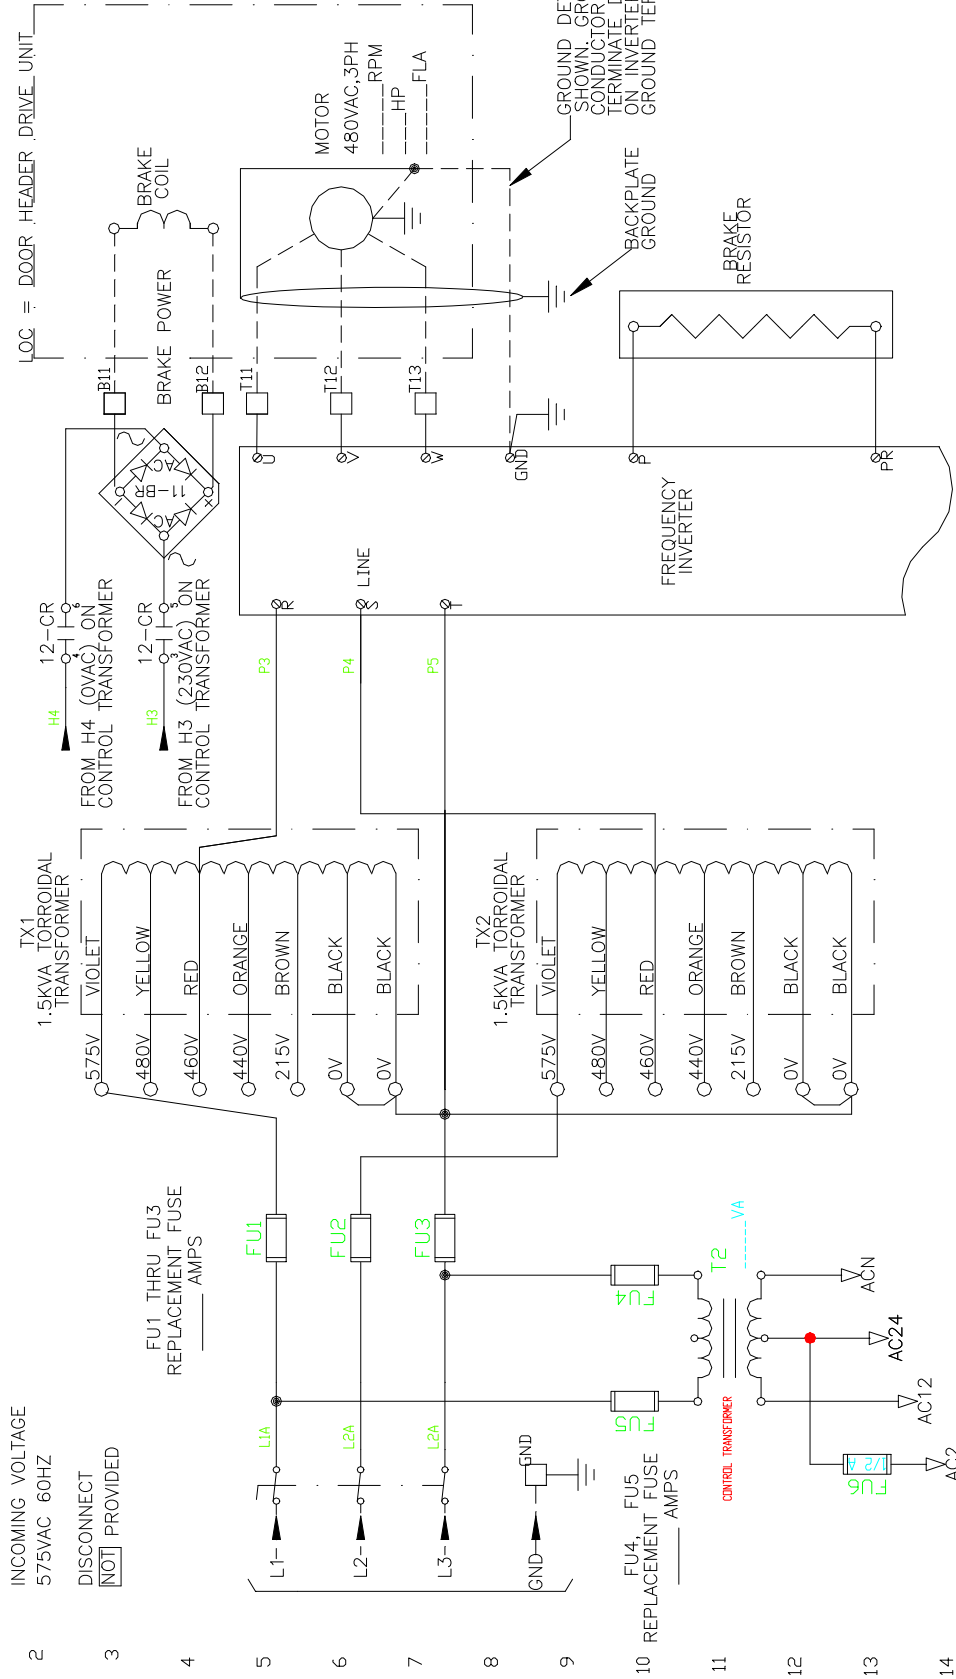 INCOMING VOLTAGE
575VAC 60HZ
DISCONNECT
NOT PROVIDED
2
3
4
5
6
7
8
9
10
11
12
13
14
L1-
L2-
L3-
GND
GND
L1A
L2A
L2A
FU1 THRU FU3
REPLACEMENT FUSE
AMPS
FU1
FU2
FU3
FU4, FU5
REPLACEMENT FUSE
AMPS
FU5
FU4
T2
VA
CONTROL TRANSFORMER
FU6
1/2 A
ACN
AC24
AC12
AC2
TX1
1.5KVA TORROIDAL
TRANSFORMER
575V VIOLET
480V YELLOW
460V RED
440V ORANGE
215V BROWN
0V BLACK
0V BLACK
TX2
1.5KVA TORROIDAL
TRANSFORMER
575V VIOLET
480V YELLOW
460V RED
440V ORANGE
215V BROWN
0V BLACK
0V BLACK
H4
FROM H4 (0VAC) ON
CONTROL TRANSFORMER
12-CR
4
6
H3
FROM H3 (230VAC) ON
CONTROL TRANSFORMER
12-CR
3
5
P3
P4
P5
R
S
T
LINE
FREQUENCY
INVERTER
AC
11-BR
AC
-
+
U
V
W
GND
P
PR
B11
B12
T11
T12
T13
BRAKE POWER
BRAKE
COIL
LOC = DOOR HEADER DRIVE UNIT
MOTOR
480VAC,3PH
RPM
HP
FLA
BACKPLATE
GROUND
BRAKE
RESISTOR
GROUND DE
SHOWN. GRO
CONDUCTOR
TERMINATE D
ON INVERTER
GROUND TER